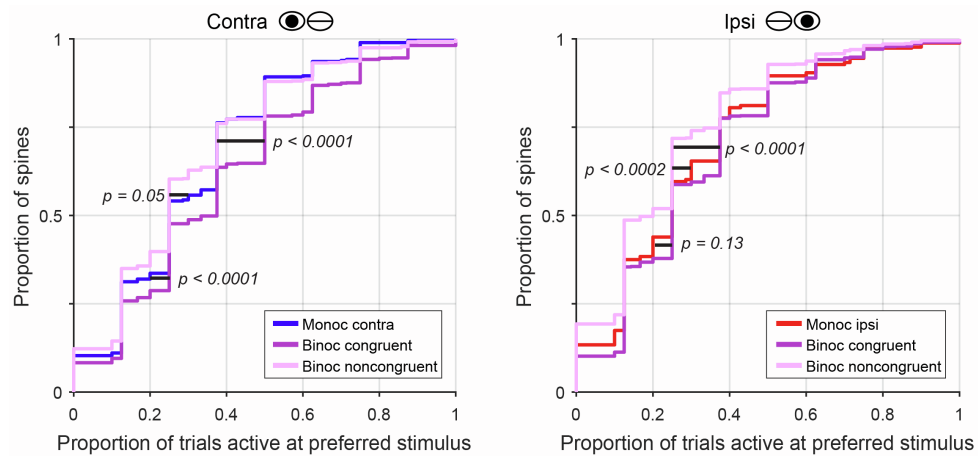 Contra
Proportion of spines
1
0.5
0
p < 0.0001
p = 0.05
p < 0.0001
Monoc contra
Binoc congruent
Binoc noncongruent
0 0.2 0.4 0.6 0.8 1
Proportion of trials active at preferred stimulus
Ipsi
Proportion of spines
1
0.5
0
p < 0.0001
p < 0.0002
p = 0.13
Monoc ipsi
Binoc congruent
Binoc noncongruent
0 0.2 0.4 0.6 0.8 1
Proportion of trials active at preferred stimulus